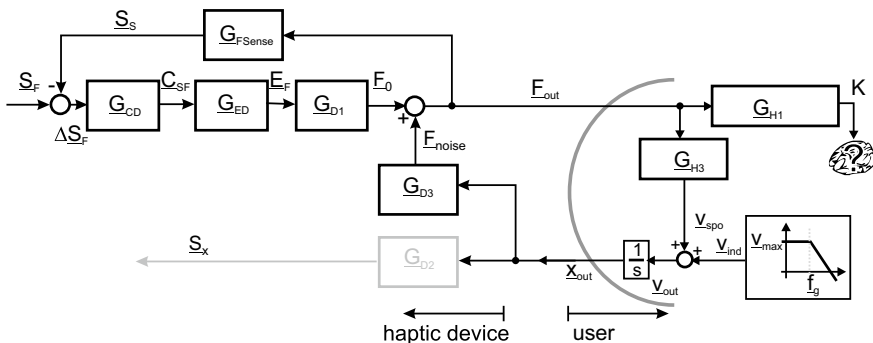 S_S
G_FSense
S_F
-
G_CD
C_SF
G_ED
E_F
G_D1
F_0
+
ΔS_F
F_out
G_H1
K
?
F_noise
G_H3
G_D3
v_spo
+
+
v_ind
v_max
f_g
S_x
G_D2
x_out
1
s
v_out
haptic device
user